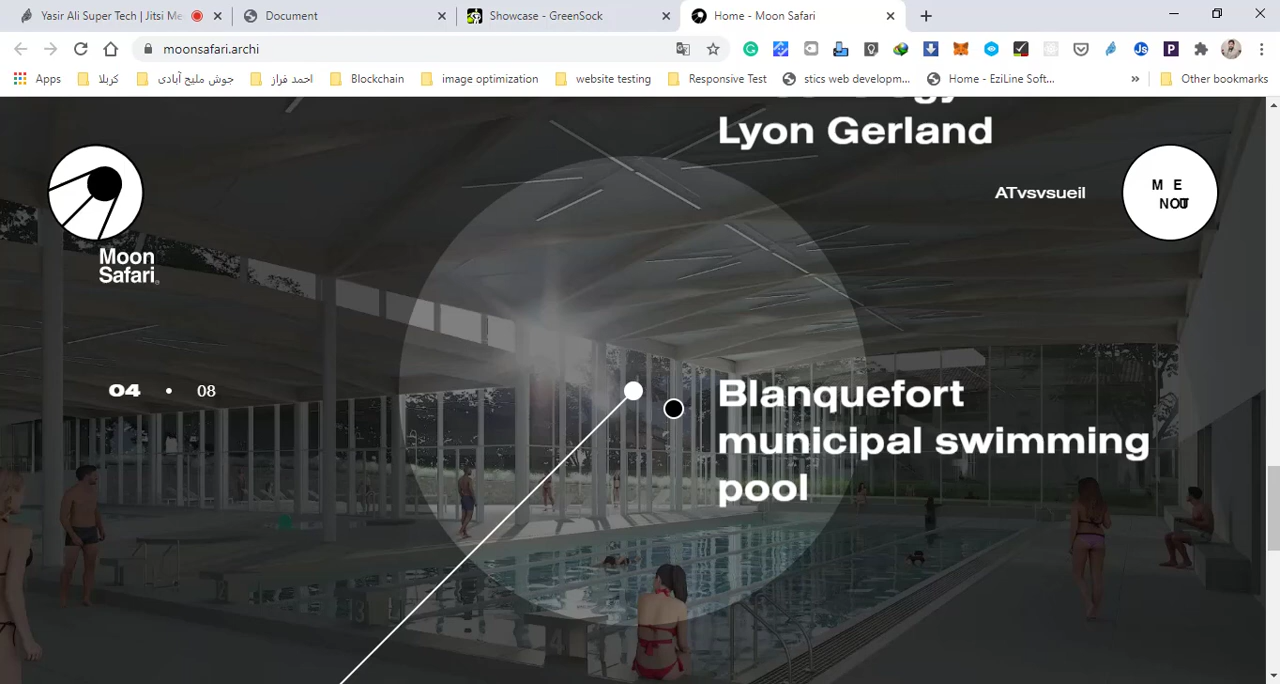 Yasir Ali Super Tech | Jitsi Me
Document
Showcase - GreenSock
Home - Moon Safari
moonsafari.archi
Apps
کربلا
جوش ملیح آبادی
احمد فراز
Blockchain
image optimization
website testing
Responsive Test
stics web developm...
Home - EziLine Soft...
Other bookmarks
Lyon Gerland
ATvsvsueil
M E
NOU
Moon
Safari
04 • 08
Blanquefort
municipal swimming
pool